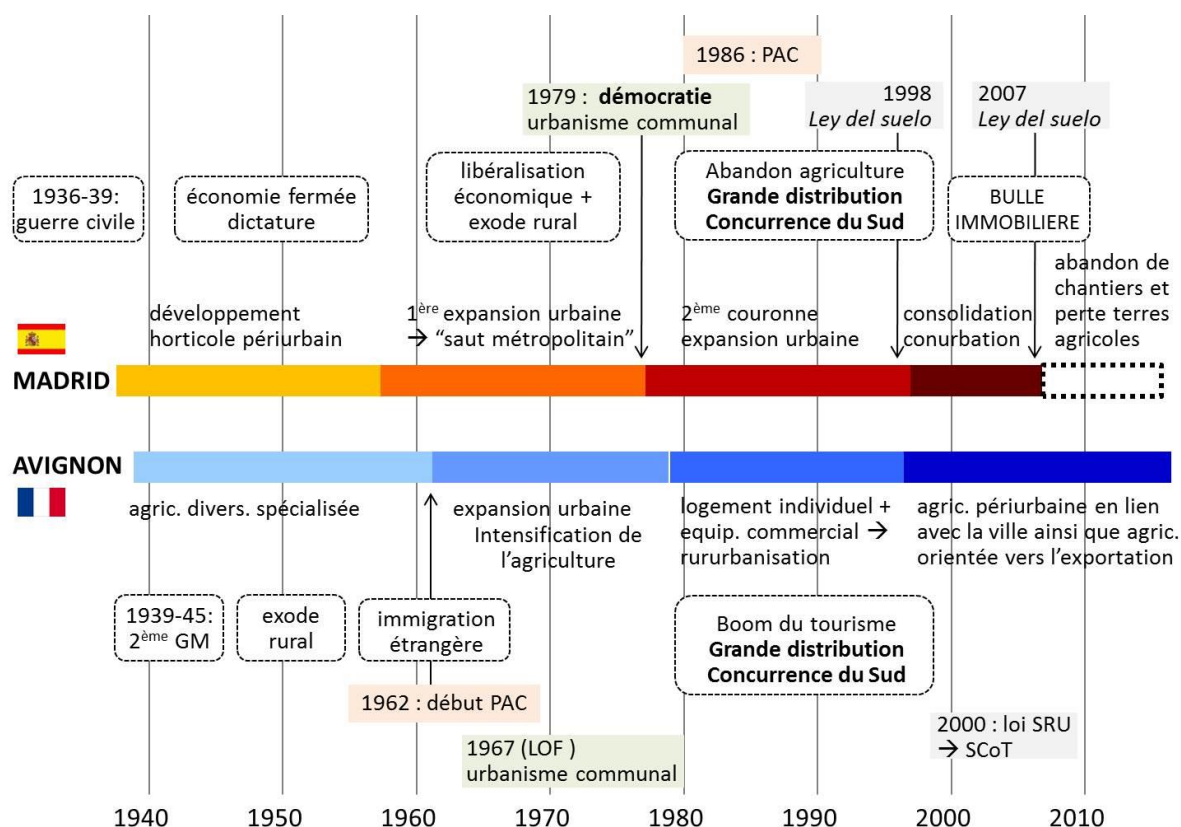 1986 : PAC
1979 : démocratie
urbanisme communal
1998
Ley del suelo
2007
Ley del suelo
1936-39:
guerre civile
économie fermée
dictature
libéralisation
économique +
exode rural
Abandon agriculture
Grande distribution
Concurrence du Sud
BULLE
IMMOBILIERE
développement
horticole périurbain
1ère expansion urbaine
→ “saut métropolitain”
2ème couronne
expansion urbaine
consolidation
conurbation
abandon de
chantiers et
perte terres
agricoles
MADRID
AVIGNON
agric. divers. spécialisée
expansion urbaine
Intensification de
l’agriculture
logement individuel +
equip. commercial →
rururbanisation
agric. périurbaine en lien
avec la ville ainsi que agric.
orientée vers l’exportation
1939-45:
2ème GM
exode
rural
immigration
étrangère
Boom du tourisme
Grande distribution
Concurrence du Sud
1962 : début PAC
1967 (LOF )
urbanisme communal
2000 : loi SRU
→ SCoT
1940 1950 1960 1970 1980 1990 2000 2010